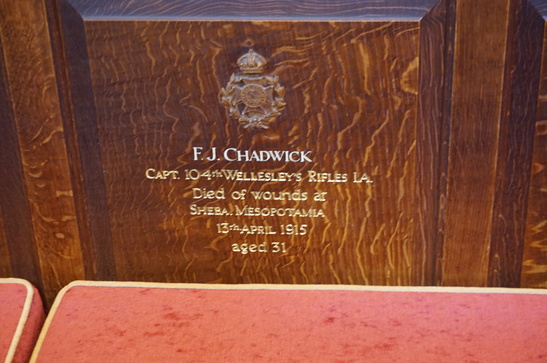 F. J. CHADWICK
CAPT. 104th WELLESLEY'S RIFLES I.A.
Died of wounds at
SHEBA, MESOPOTAMIA
13th APRIL 1915
aged 31